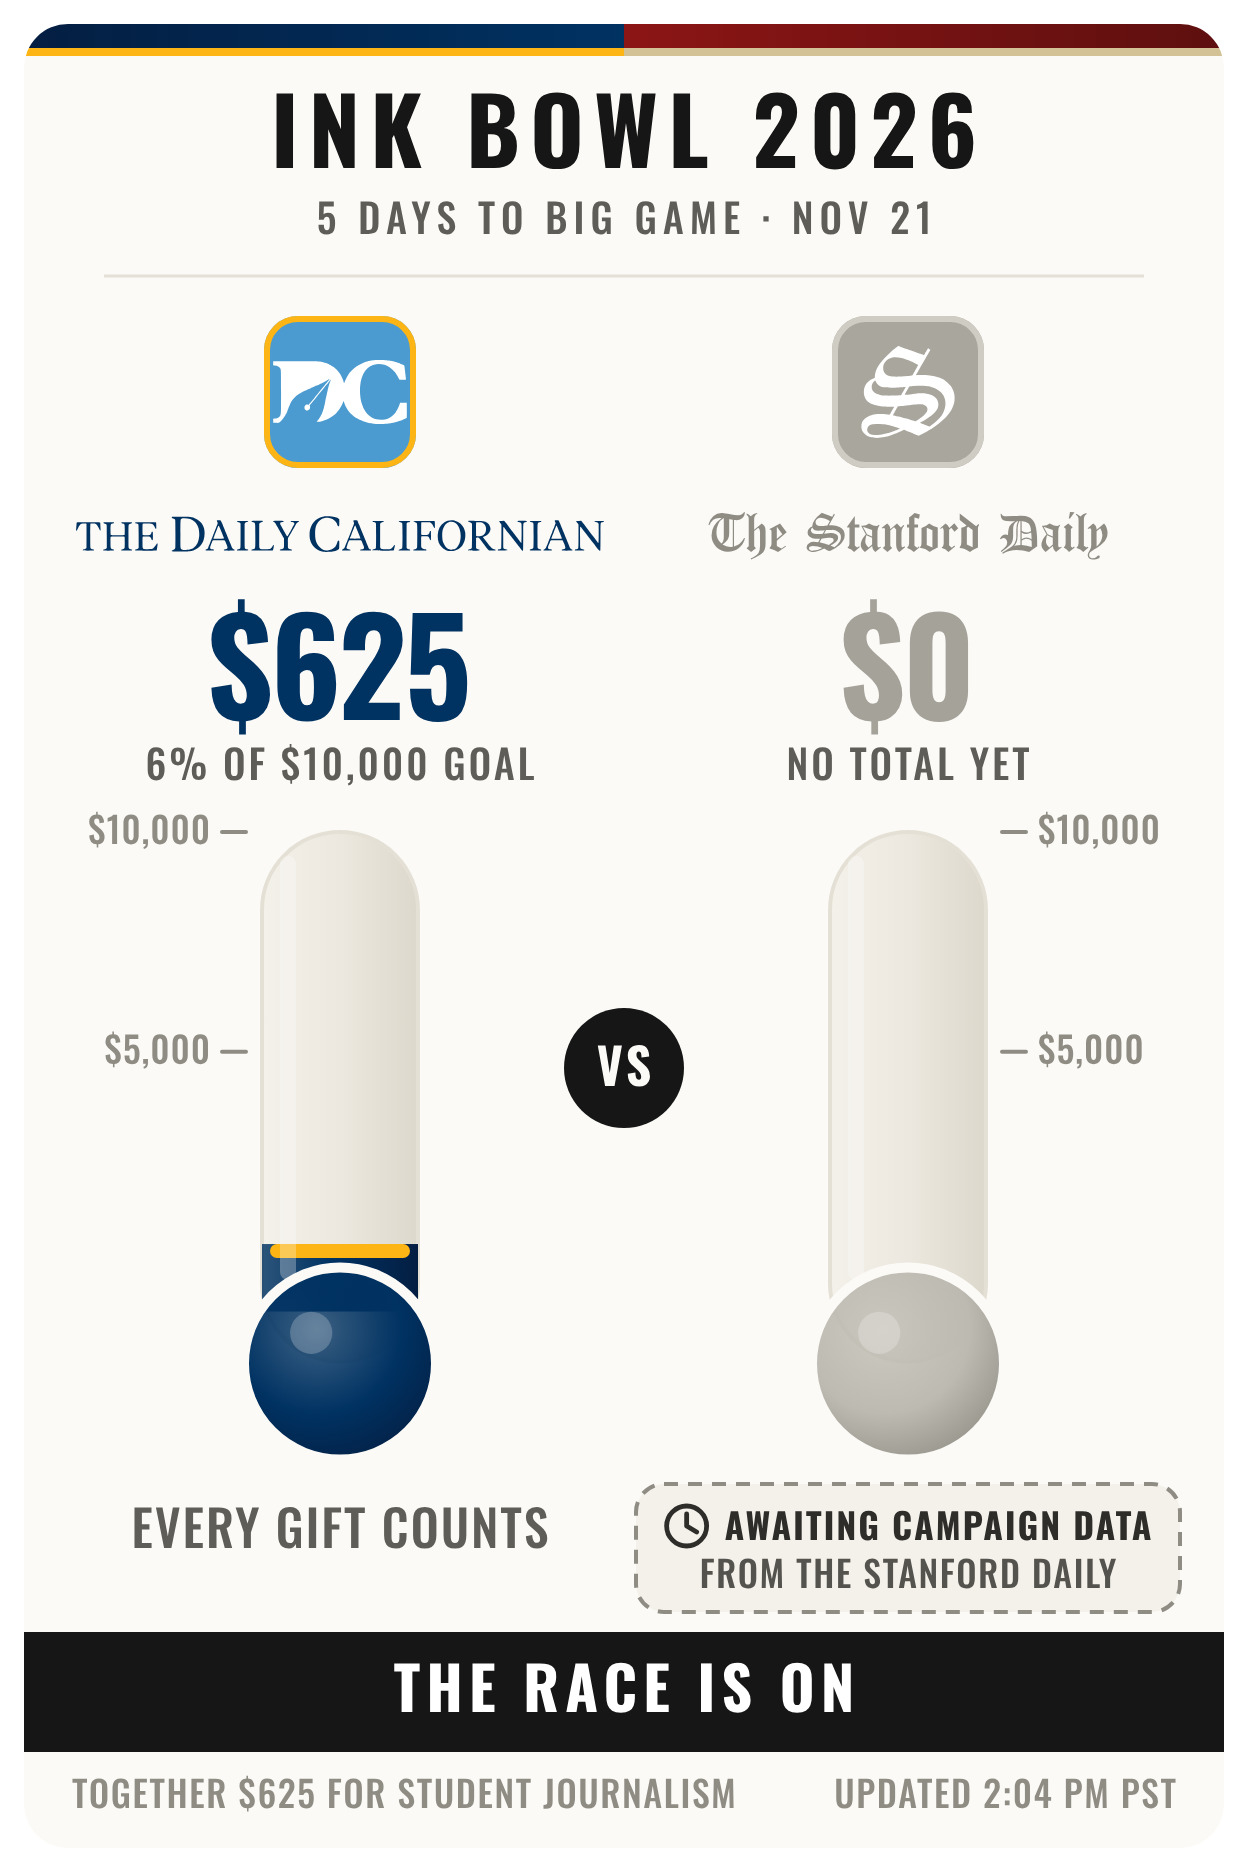 INK BOWL 2026
5 DAYS TO BIG GAME · NOV 21
DC
S
THE DAILY CALIFORNIAN
The Stanford Daily
$625
$0
6% OF $10,000 GOAL
NO TOTAL YET
$10,000
$10,000
$5,000
$5,000
VS
EVERY GIFT COUNTS
AWAITING CAMPAIGN DATA
FROM THE STANFORD DAILY
THE RACE IS ON
TOGETHER $625 FOR STUDENT JOURNALISM
UPDATED 2:04 PM PST